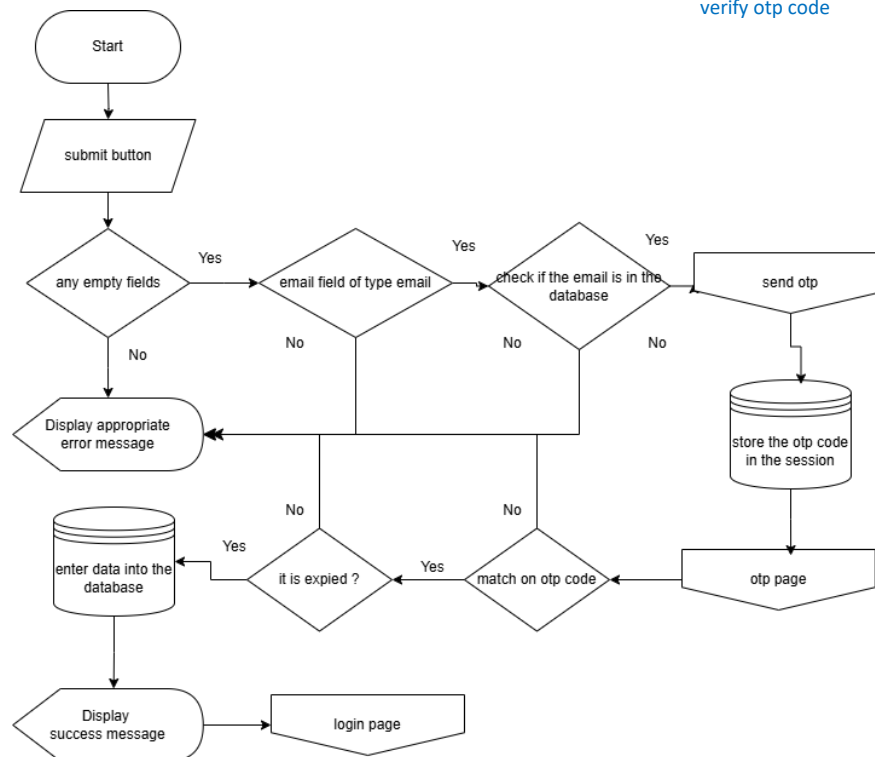 verify otp code
Start
submit button
Yes
Yes
Yes
any empty fields
email field of type email
check if the email is in the
database
send otp
No
No
No
No
Display appropriate
error message
store the otp code
in the session
No
No
Yes
Yes
enter data into the
database
it is expied ?
match on otp code
otp page
Display
success message
login page